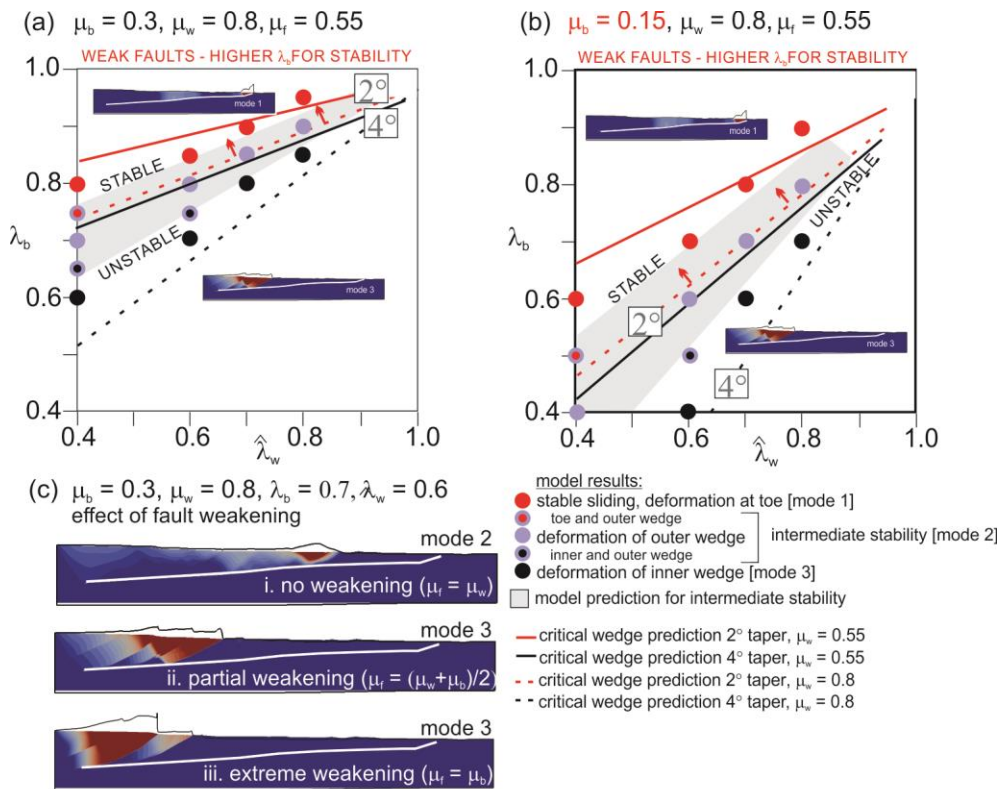 (a) μb = 0.3, μw = 0.8, μf = 0.55
WEAK FAULTS - HIGHER λb FOR STABILITY
1.0
0.8
λb
0.6
0.4
0.4
0.6
0.8
1.0
λ̂w
mode 1
2°
4°
STABLE
UNSTABLE
mode 3
(b) μb = 0.15, μw = 0.8, μf = 0.55
WEAK FAULTS - HIGHER λb FOR STABILITY
1.0
0.8
λb
0.6
0.4
0.4
0.6
0.8
1.0
λ̂w
mode 1
STABLE
UNSTABLE
2°
4°
mode 3
(c) μb = 0.3, μw = 0.8, λb = 0.7, λ̂w = 0.6
effect of fault weakening
mode 2
i. no weakening (μf = μw)
mode 3
ii. partial weakening (μf = (μw+μb)/2)
mode 3
iii. extreme weakening (μf = μb)
model results:
stable sliding, deformation at toe [mode 1]
toe and outer wedge
deformation of outer wedge
intermediate stability [mode 2]
inner and outer wedge
deformation of inner wedge [mode 3]
model prediction for intermediate stability
critical wedge prediction 2° taper, μw = 0.55
critical wedge prediction 4° taper, μw = 0.55
critical wedge prediction 2° taper, μw = 0.8
critical wedge prediction 4° taper, μw = 0.8